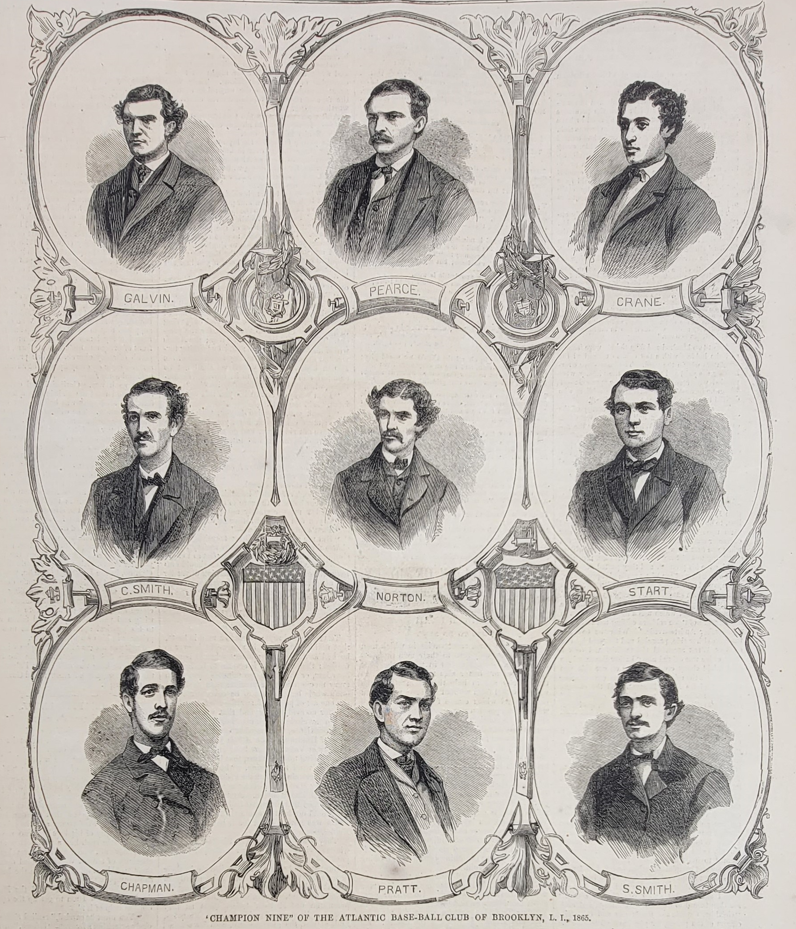 GALVIN.
PEARCE.
CRANE.
C.SMITH.
NORTON.
START.
CHAPMAN.
PRATT.
S.SMITH.
'CHAMPION NINE" OF THE ATLANTIC BASE-BALL CLUB OF BROOKLYN, L. I., 1865.